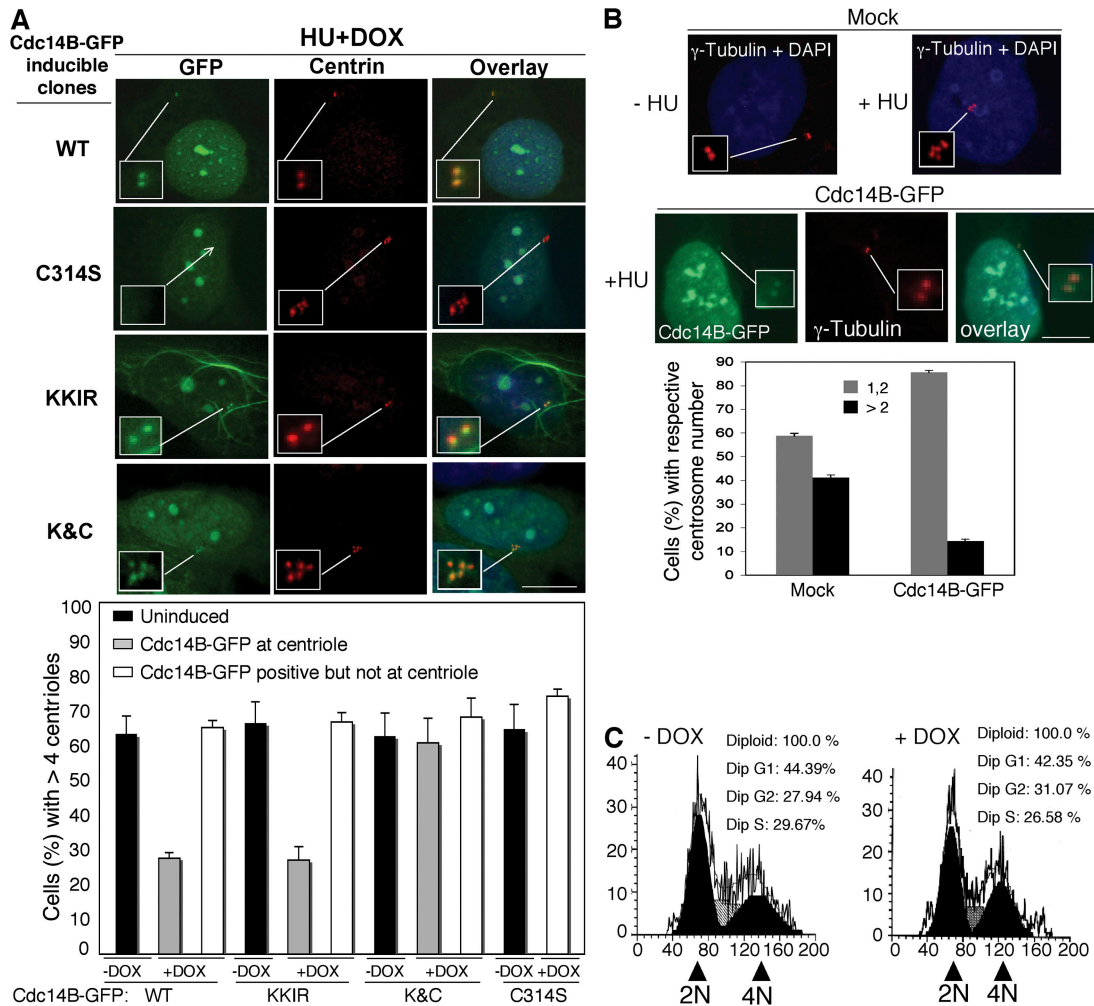 A
Cdc14B-GFP
inducible
clones
HU+DOX
GFP
Centrin
Overlay
WT
C314S
KKIR
K&C
100
90
80
70
60
50
40
30
20
10
0
Cells (%) with > 4 centrioles
Uninduced
Cdc14B-GFP at centriole
Cdc14B-GFP positive but not at centriole
-DOX
+DOX
-DOX
+DOX
-DOX
+DOX
-DOX
+DOX
Cdc14B-GFP:
WT
KKIR
K&C
C314S
B
Mock
γ-Tubulin + DAPI
γ-Tubulin + DAPI
- HU
+ HU
Cdc14B-GFP
+HU
Cdc14B-GFP
γ-Tubulin
overlay
90
80
70
60
50
40
30
20
10
0
Cells (%) with respective
centrosome number
1,2
> 2
Mock
Cdc14B-GFP
C
- DOX
Diploid: 100.0 %
Dip G1: 44.39%
Dip G2: 27.94 %
Dip S: 29.67%
40
30
20
10
0
0
40
80
120
160
200
2N
4N
+ DOX
Diploid: 100.0 %
Dip G1: 42.35 %
Dip G2: 31.07 %
Dip S: 26.58 %
40
30
20
10
0
0
40
80
120
160
200
2N
4N